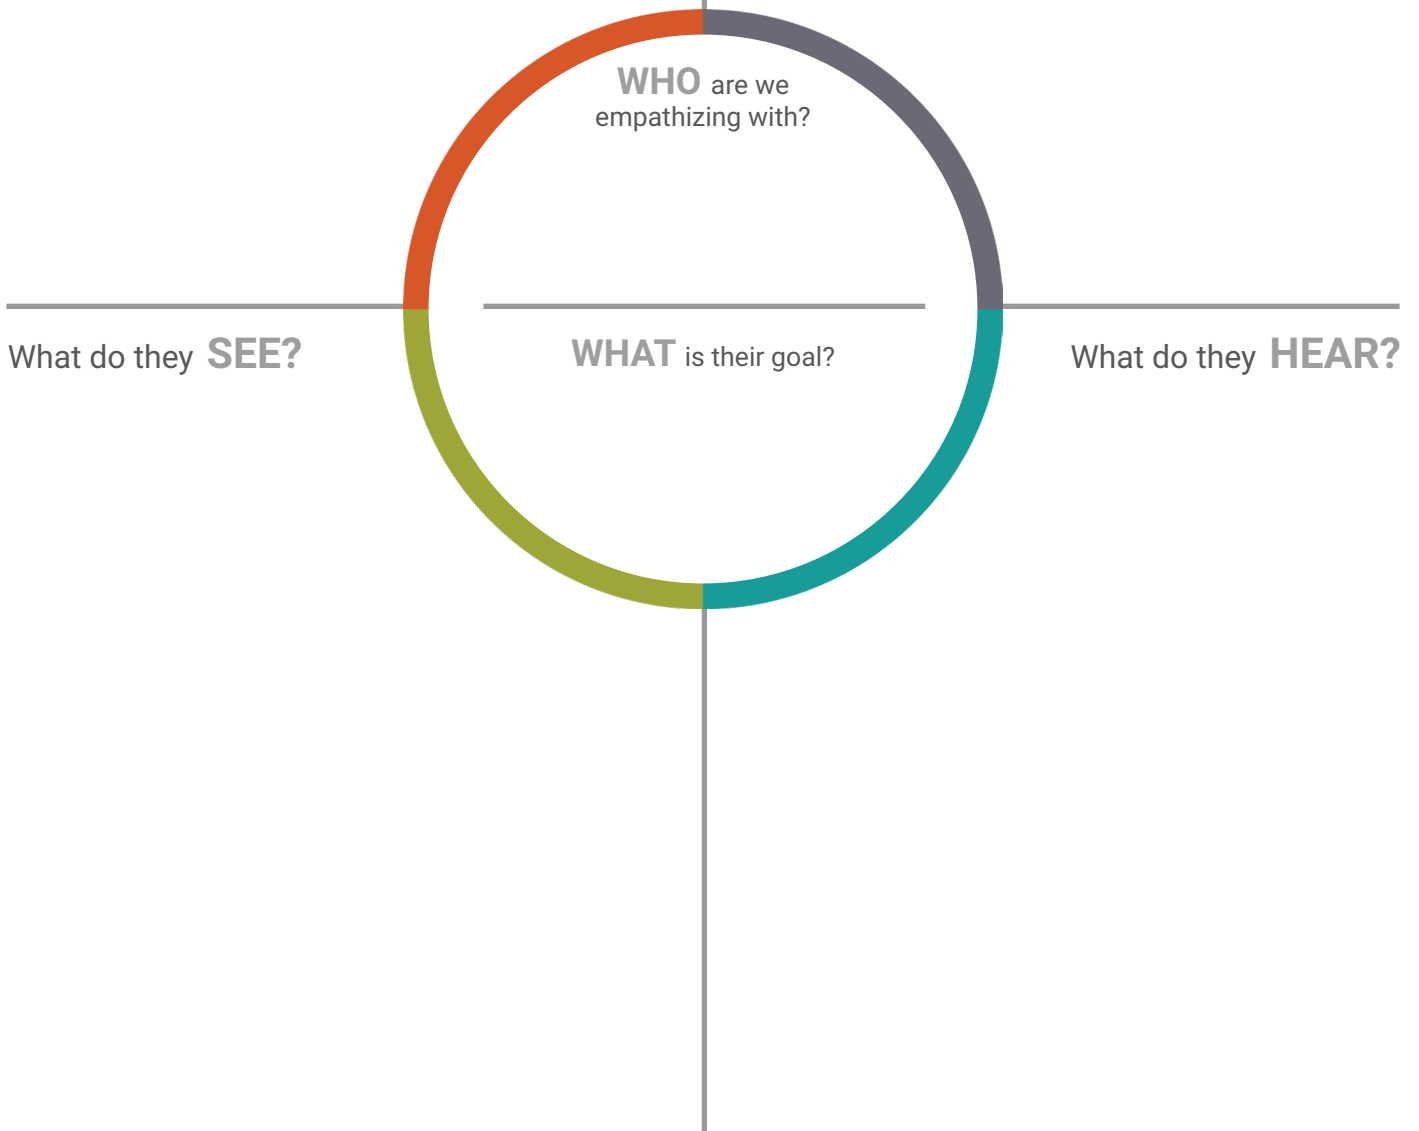 WHO are we
empathizing with?
What do they SEE?
WHAT is their goal?
What do they HEAR?